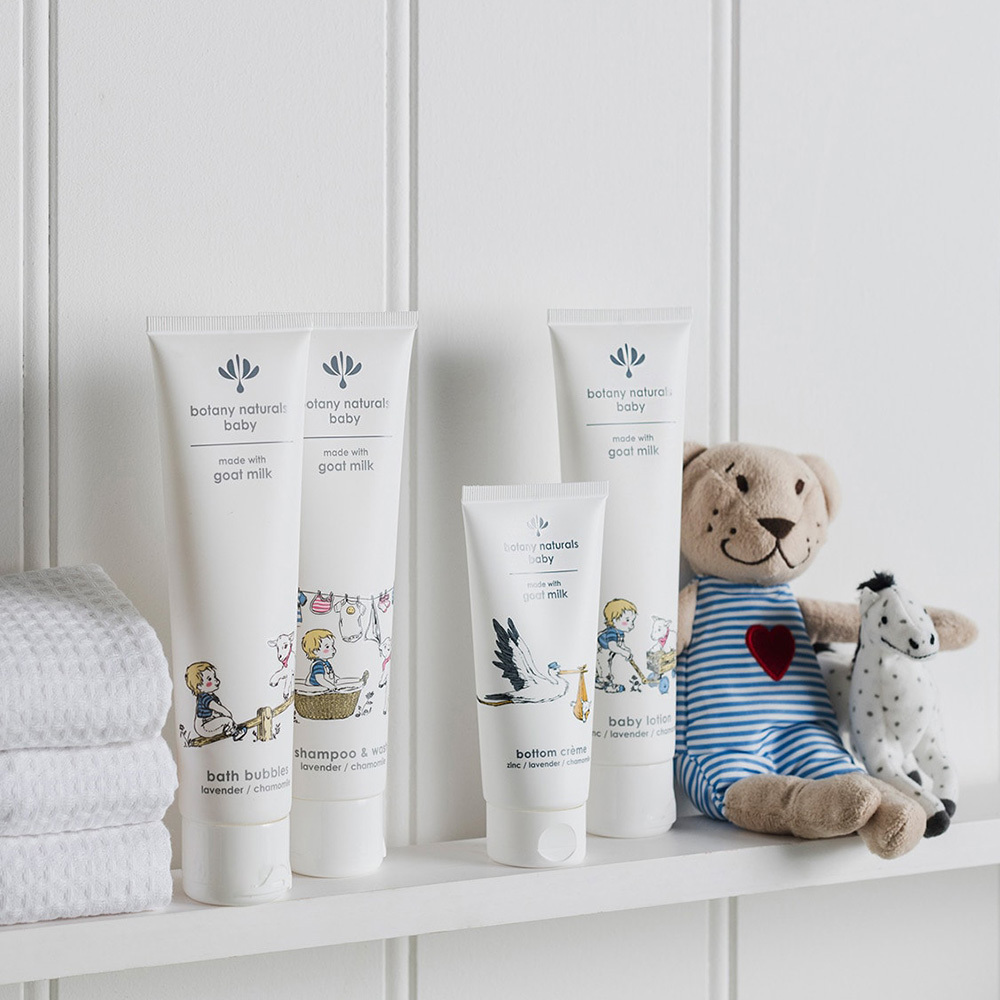 botany naturals
baby
made with
goat milk
bath bubbles
lavender / chamomile
otany naturals
baby
made with
goat milk
shampoo & wash
lavender / chamomile
botany naturals
baby
made with
goat milk
bottom crème
zinc / lavender / chamomile
botany naturals
baby
made with
goat milk
baby lotion
zinc / lavender / chamomile